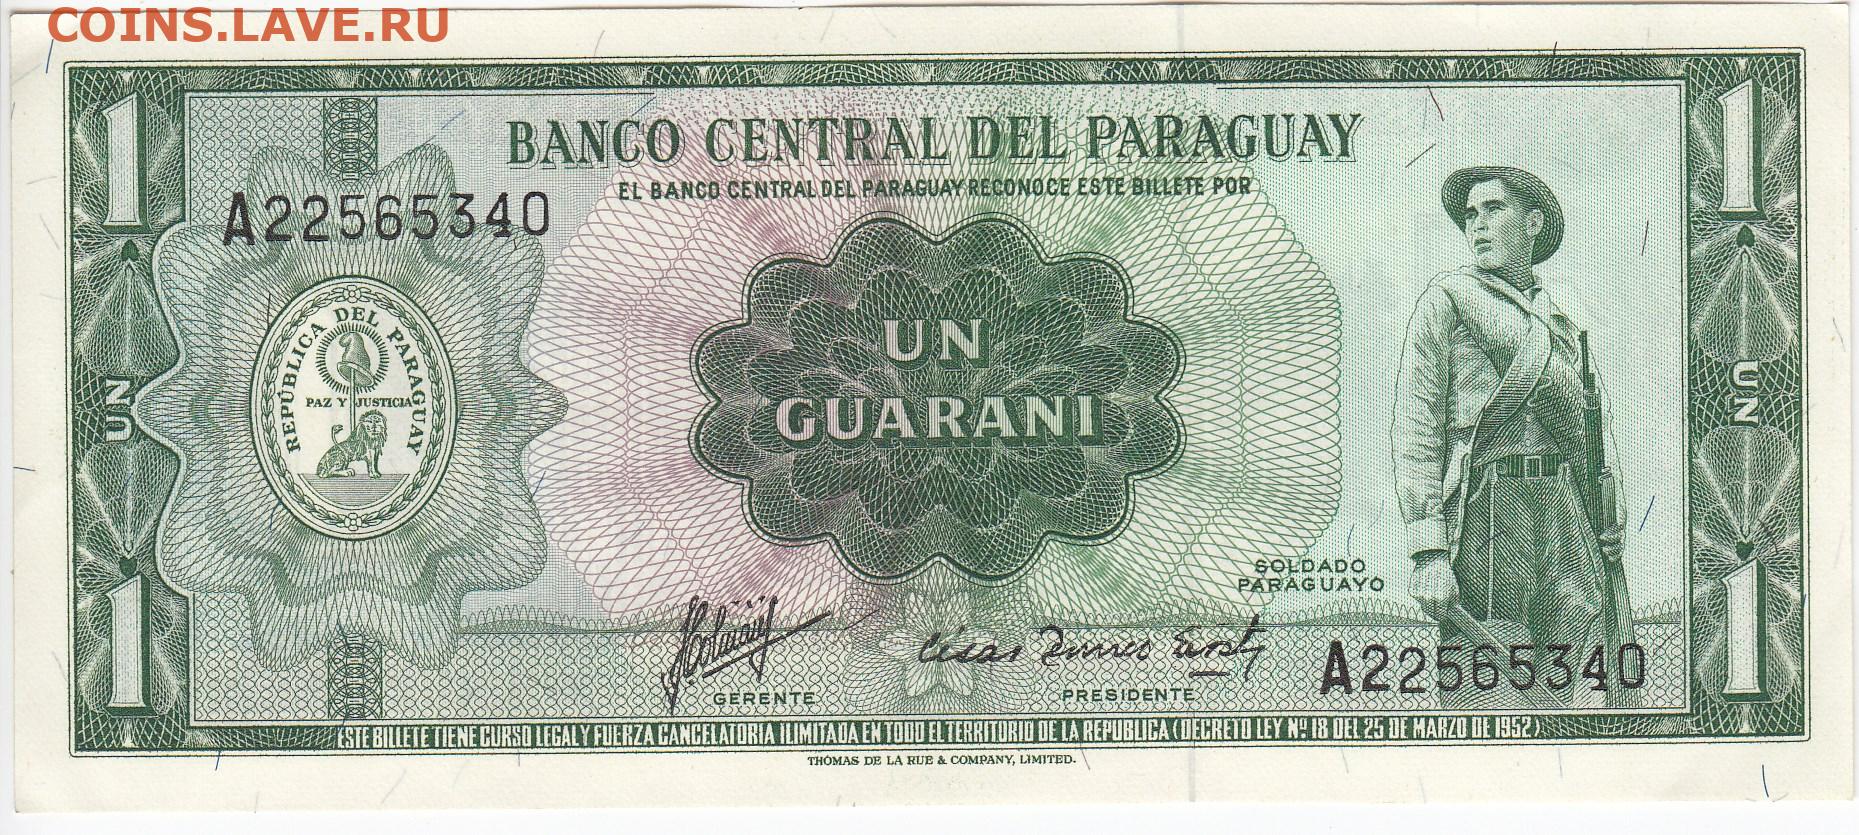 COINS.LAVE.RU
1
1
BANCO CENTRAL DEL PARAGUAY
EL BANCO CENTRAL DEL PARAGUAY RECONOCE ESTE BILLETE POR
A22565340
REPÚBLICA DEL PARAGUAY
PAZ Y JUSTICIA
UN
GUARANI
UN
UN
SOLDADO
PARAGUAYO
A22565340
GERENTE
PRESIDENTE
1
1
ESTE BILLETE TIENE CURSO LEGAL Y FUERZA CANCELATORIA ILIMITADA EN TODO EL TERRITORIO DE LA REPUBLICA (DECRETO LEY Nº 18 DEL 25 DE MARZO DE 1952)
THOMAS DE LA RUE & COMPANY, LIMITED.